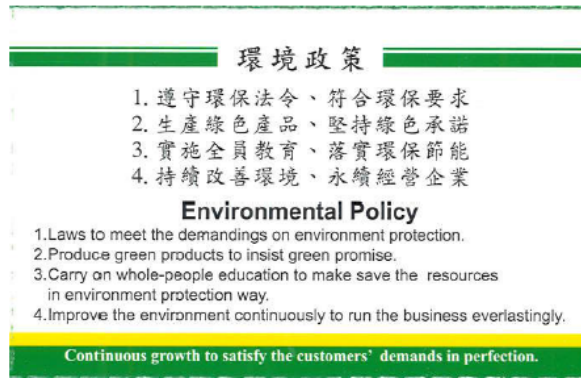 環境政策
1. 遵守環保法令、符合環保要求
2. 生產綠色產品、堅持綠色承諾
3. 實施全員教育、落實環保節能
4. 持續改善環境、永續經營企業
Environmental Policy
1.Laws to meet the demandings on environment protection.
2.Produce green products to insist green promise.
3.Carry on whole-people education to make save the resources
in environment protection way.
4.Improve the environment continuously to run the business everlastingly.
Continuous growth to satisfy the customers' demands in perfection.